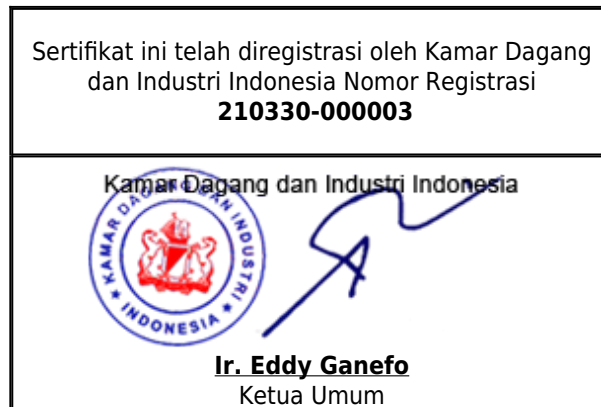 Sertifikat ini telah diregistrasi oleh Kamar Dagang
dan Industri Indonesia Nomor Registrasi
210330-000003
Kamar Dagang dan Industri Indonesia
KAMAR DAGANG DAN INDUSTRI
★ INDONESIA ★
Ir. Eddy Ganefo
Ketua Umum